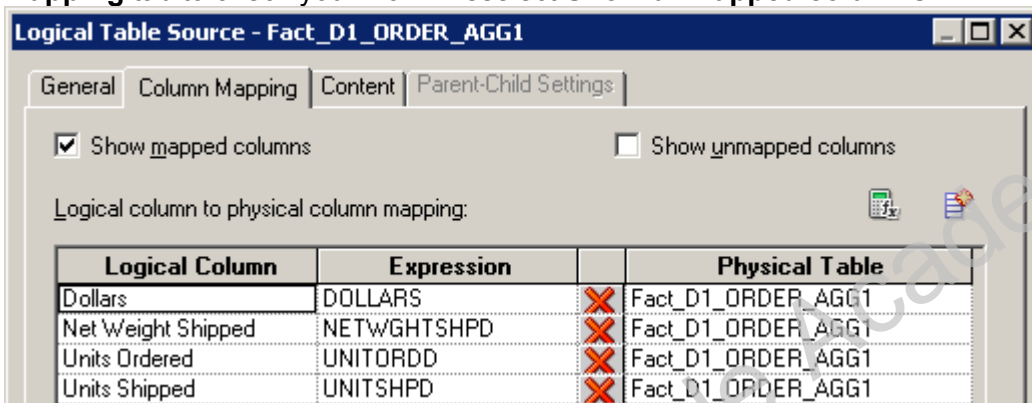 Logical Table Source - Fact_D1_ORDER_AGG1
General Column Mapping Content Parent-Child Settings
Show mapped columns Show unmapped columns
Logical column to physical column mapping:
Logical Column Expression Physical Table
Dollars DOLLARS Fact_D1_ORDER_AGG1
Net Weight Shipped NETWGHTSHPD Fact_D1_ORDER_AGG1
Units Ordered UNITORDD Fact_D1_ORDER_AGG1
Units Shipped UNITSHPD Fact_D1_ORDER_AGG1